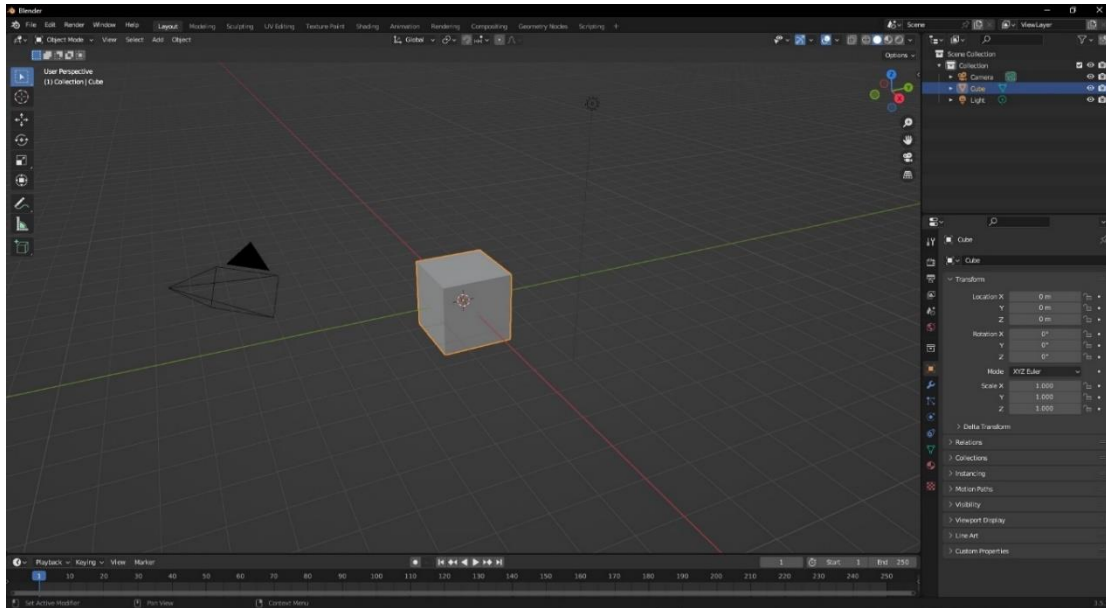 Blender
File Edit Render Window Help Layout Modeling Sculpting UV Editing Texture Paint Shading Animation Rendering Compositing Geometry Nodes Scripting + Scene ViewLayer
Object Mode View Select Add Object Global
Options
User Perspective
(1) Collection | Cube
Z
Y
X
Scene Collection
Collection
Camera
Cube
Light
Cube
Cube
Transform
Location X 0 m
Y 0 m
Z 0 m
Rotation X 0°
Y 0°
Z 0°
Mode XYZ Euler
Scale X 1.000
Y 1.000
Z 1.000
Delta Transform
Relations
Collections
Instancing
Motion Paths
Visibility
Viewport Display
Line Art
Custom Properties
Playback Keying View Marker 1 Start 1 End 250
1 10 20 30 40 50 60 70 80 90 100 110 120 130 140 150 160 170 180 190 200 210 220 230 240 250
Set Active Modifier Pan View Context Menu